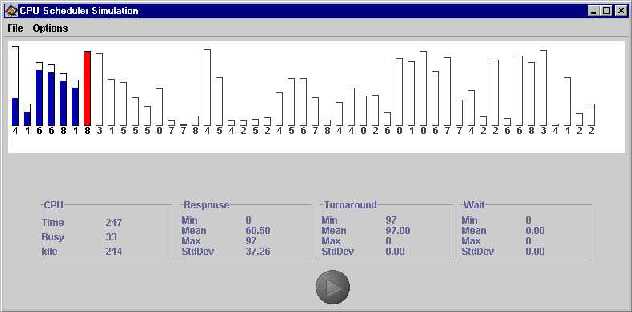 CPU Scheduler Simulation
File Options
4 1 6 6 8 1 8 3 1 5 5 5 0 7 7 8 4 5 4 2 5 2 4 5 6 7 8 4 4 0 2 6 0 1 0 6 7 7 4 2 2 6 6 8 3 4 1 2 2
CPU
Time 247
Busy 33
Idle 214
Response
Min 0
Mean 60.50
Max 97
StdDev 37.26
Turnaround
Min 97
Mean 97.00
Max 0
StdDev 0.00
Wait
Min 0
Mean 0.00
Max 0
StdDev 0.00